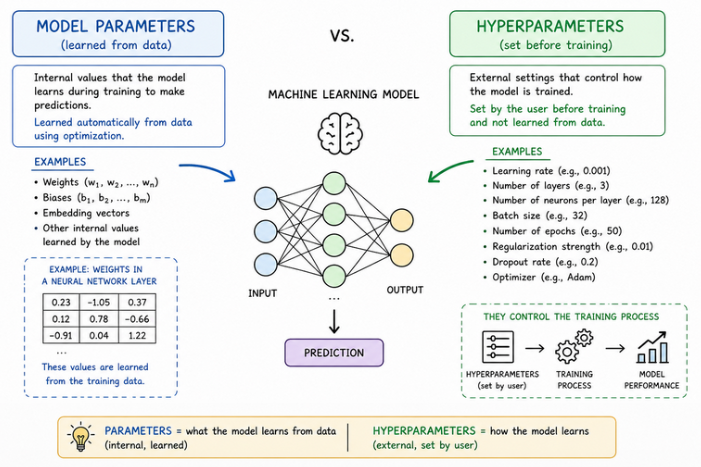 MODEL PARAMETERS
(learned from data)
Internal values that the model
learns during training to make
predictions.
Learned automatically from data
using optimization.
EXAMPLES
• Weights (w₁, w₂, ..., wₙ)
• Biases (b₁, b₂, ..., bₘ)
• Embedding vectors
• Other internal values
learned by the model
EXAMPLE: WEIGHTS IN
A NEURAL NETWORK LAYER
0.23 -1.05 0.37
0.12 0.78 -0.66
-0.91 0.04 1.22
...
These values are learned
from the training data.
VS.
MACHINE LEARNING MODEL
INPUT
...
OUTPUT
PREDICTION
HYPERPARAMETERS
(set before training)
External settings that control how
the model is trained.
Set by the user before training
and not learned from data.
EXAMPLES
• Learning rate (e.g., 0.001)
• Number of layers (e.g., 3)
• Number of neurons per layer (e.g., 128)
• Batch size (e.g., 32)
• Number of epochs (e.g., 50)
• Regularization strength (e.g., 0.01)
• Dropout rate (e.g., 0.2)
• Optimizer (e.g., Adam)
THEY CONTROL THE TRAINING PROCESS
HYPERPARAMETERS
(set by user)
TRAINING
PROCESS
MODEL
PERFORMANCE
PARAMETERS = what the model learns from data
(internal, learned)
HYPERPARAMETERS = how the model learns
(external, set by user)